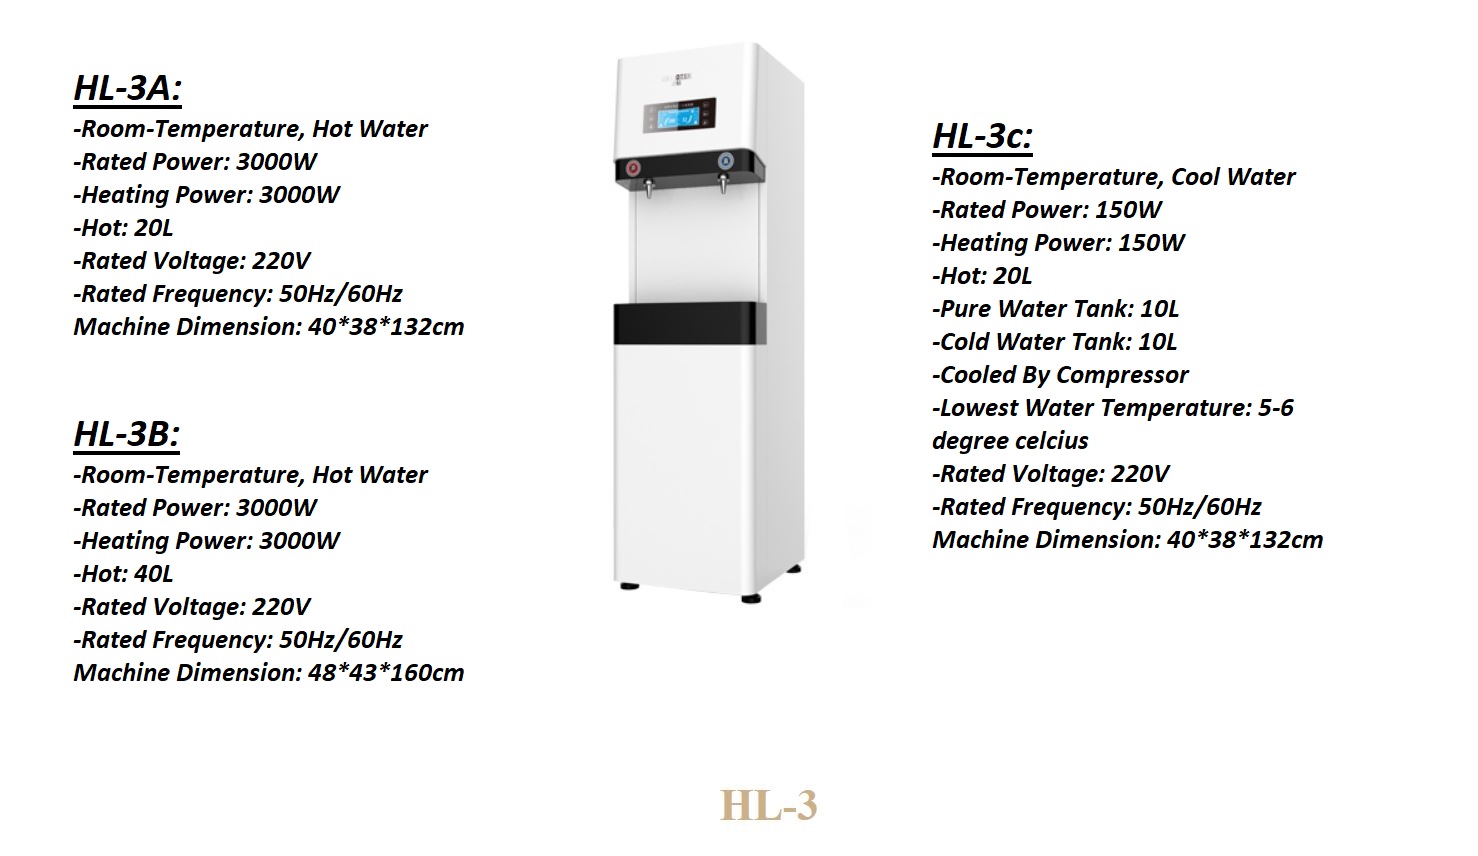 HL-3A:
-Room-Temperature, Hot Water
-Rated Power: 3000W
-Heating Power: 3000W
-Hot: 20L
-Rated Voltage: 220V
-Rated Frequency: 50Hz/60Hz
Machine Dimension: 40*38*132cm
HL-3B:
-Room-Temperature, Hot Water
-Rated Power: 3000W
-Heating Power: 3000W
-Hot: 40L
-Rated Voltage: 220V
-Rated Frequency: 50Hz/60Hz
Machine Dimension: 48*43*160cm
HL-3c:
-Room-Temperature, Cool Water
-Rated Power: 150W
-Heating Power: 150W
-Hot: 20L
-Pure Water Tank: 10L
-Cold Water Tank: 10L
-Cooled By Compressor
-Lowest Water Temperature: 5-6
degree celcius
-Rated Voltage: 220V
-Rated Frequency: 50Hz/60Hz
Machine Dimension: 40*38*132cm
HL-3